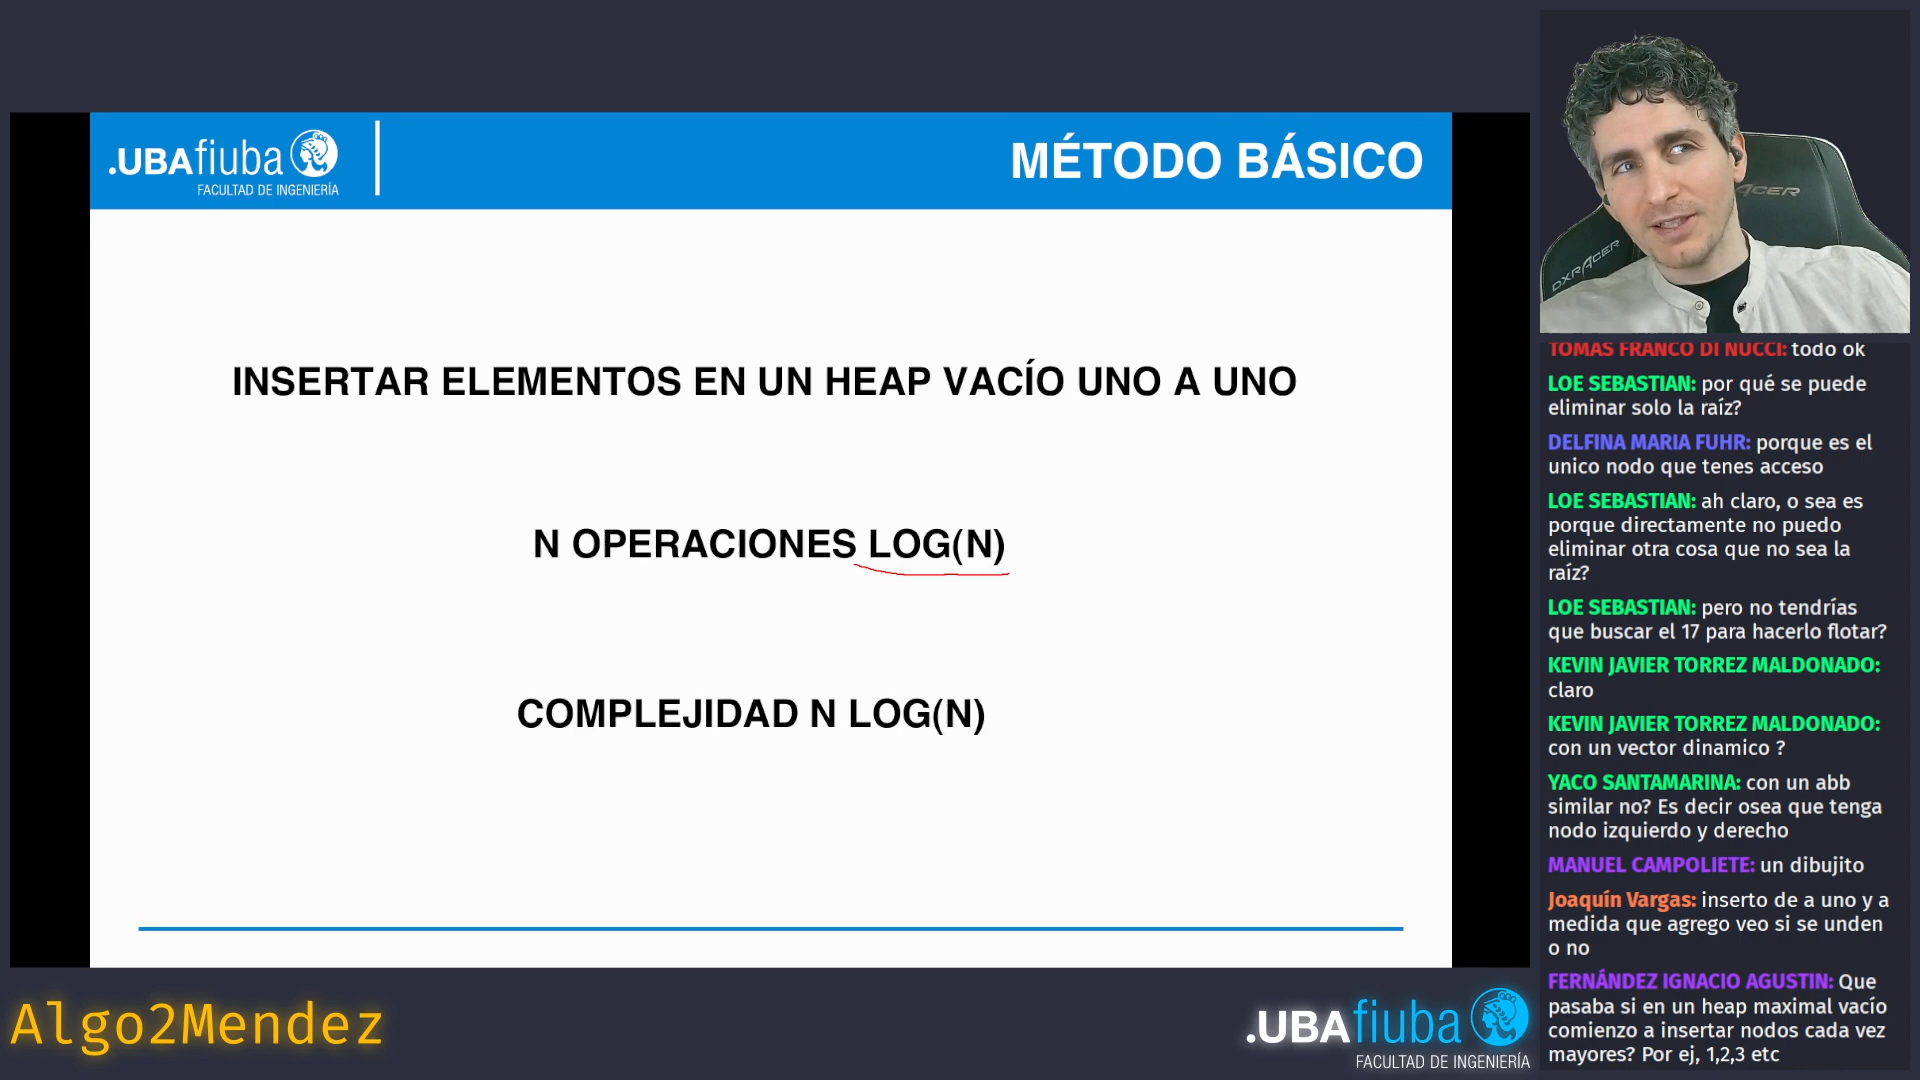 .UBAfiuba
FACULTAD DE INGENIERÍA
MÉTODO BÁSICO
INSERTAR ELEMENTOS EN UN HEAP VACÍO UNO A UNO
N OPERACIONES LOG(N)
COMPLEJIDAD N LOG(N)
Algo2Mendez
.UBAfiuba
FACULTAD DE INGENIERÍA
DXRACER
ACER
TOMAS FRANCO DI NUCCI: todo ok
LOE SEBASTIAN: por qué se puede
eliminar solo la raíz?
DELFINA MARIA FUHR: porque es el
unico nodo que tenes acceso
LOE SEBASTIAN: ah claro, o sea es
porque directamente no puedo
eliminar otra cosa que no sea la
raíz?
LOE SEBASTIAN: pero no tendrías
que buscar el 17 para hacerlo flotar?
KEVIN JAVIER TORREZ MALDONADO:
claro
KEVIN JAVIER TORREZ MALDONADO:
con un vector dinamico ?
YACO SANTAMARINA: con un abb
similar no? Es decir osea que tenga
nodo izquierdo y derecho
MANUEL CAMPOLIETE: un dibujito
Joaquín Vargas: inserto de a uno y a
medida que agrego veo si se unden
o no
FERNÁNDEZ IGNACIO AGUSTIN: Que
pasaba si en un heap maximal vacío
comienzo a insertar nodos cada vez
mayores? Por ej, 1,2,3 etc